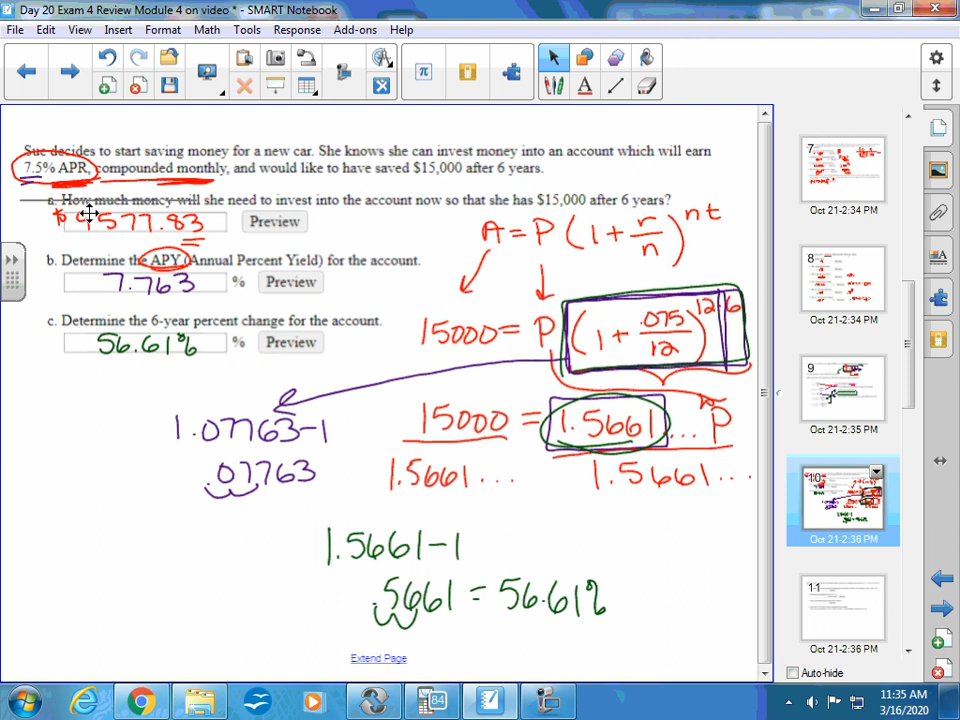 Day 20 Exam 4 Review Module 4 on video * - SMART Notebook
File Edit View Insert Format Math Tools Response Add-ons Help
Sue decides to start saving money for a new car. She knows she can invest money into an account which will earn
7.5% APR, compounded monthly, and would like to have saved $15,000 after 6 years.
a. How much money will she need to invest into the account now so that she has $15,000 after 6 years?
$9577.83 Preview
b. Determine the APY (Annual Percent Yield) for the account.
7.763 % Preview
c. Determine the 6-year percent change for the account.
56.61% % Preview
A = P(1 + r/n)^nt
15000 = P(1 + .075/12)^12·6
15000 = 1.5661... P
1.5661... 1.5661...
1.07763-1
.07763
1.5661-1
.5661 = 56.61%
Extend Page
7
Oct 21-2:34 PM
8
Oct 21-2:34 PM
9
Oct 21-2:35 PM
10
Oct 21-2:36 PM
11
Oct 21-2:36 PM
Auto-hide
84
11:35 AM
3/16/2020